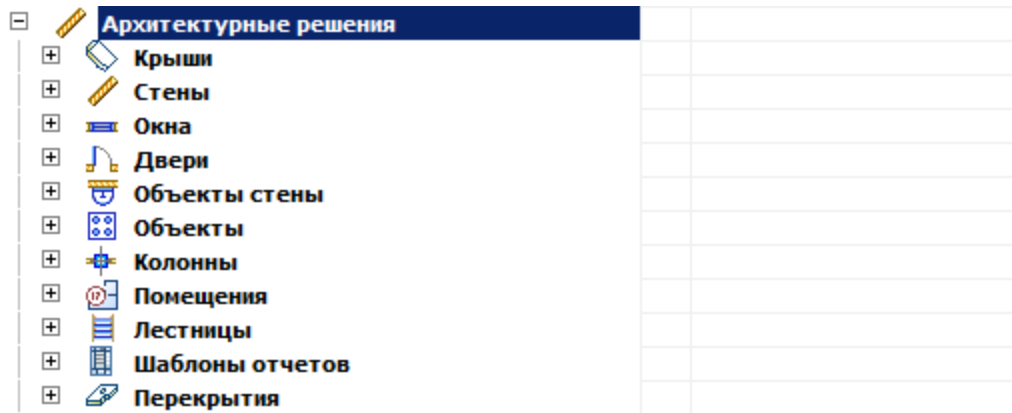 Архитектурные решения
Крыши
Стены
Окна
Двери
Объекты стены
Объекты
Колонны
Помещения
Лестницы
Шаблоны отчетов
Перекрытия